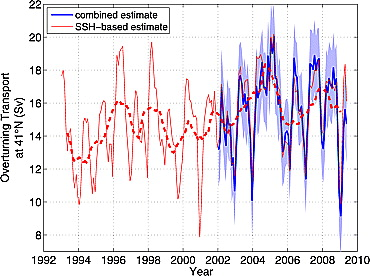 22
combined estimate
SSH−based estimate
20
18
16
14
12
10
8
6
Overturning Transport
at 41°N (Sv)
1992 1994 1996 1998 2000 2002 2004 2006 2008 2010
Year